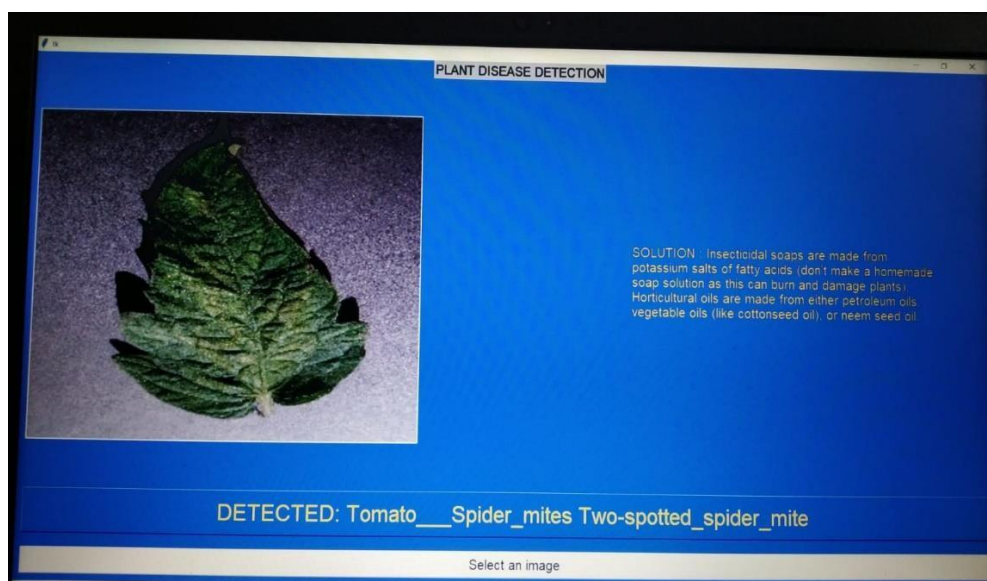 tk
PLANT DISEASE DETECTION
SOLUTION : Insecticidal soaps are made from
potassium salts of fatty acids (don't make a homemade
soap solution as this can burn and damage plants).
Horticultural oils are made from either petroleum oils,
vegetable oils (like cottonseed oil), or neem seed oil.
DETECTED: Tomato___Spider_mites Two-spotted_spider_mite
Select an image